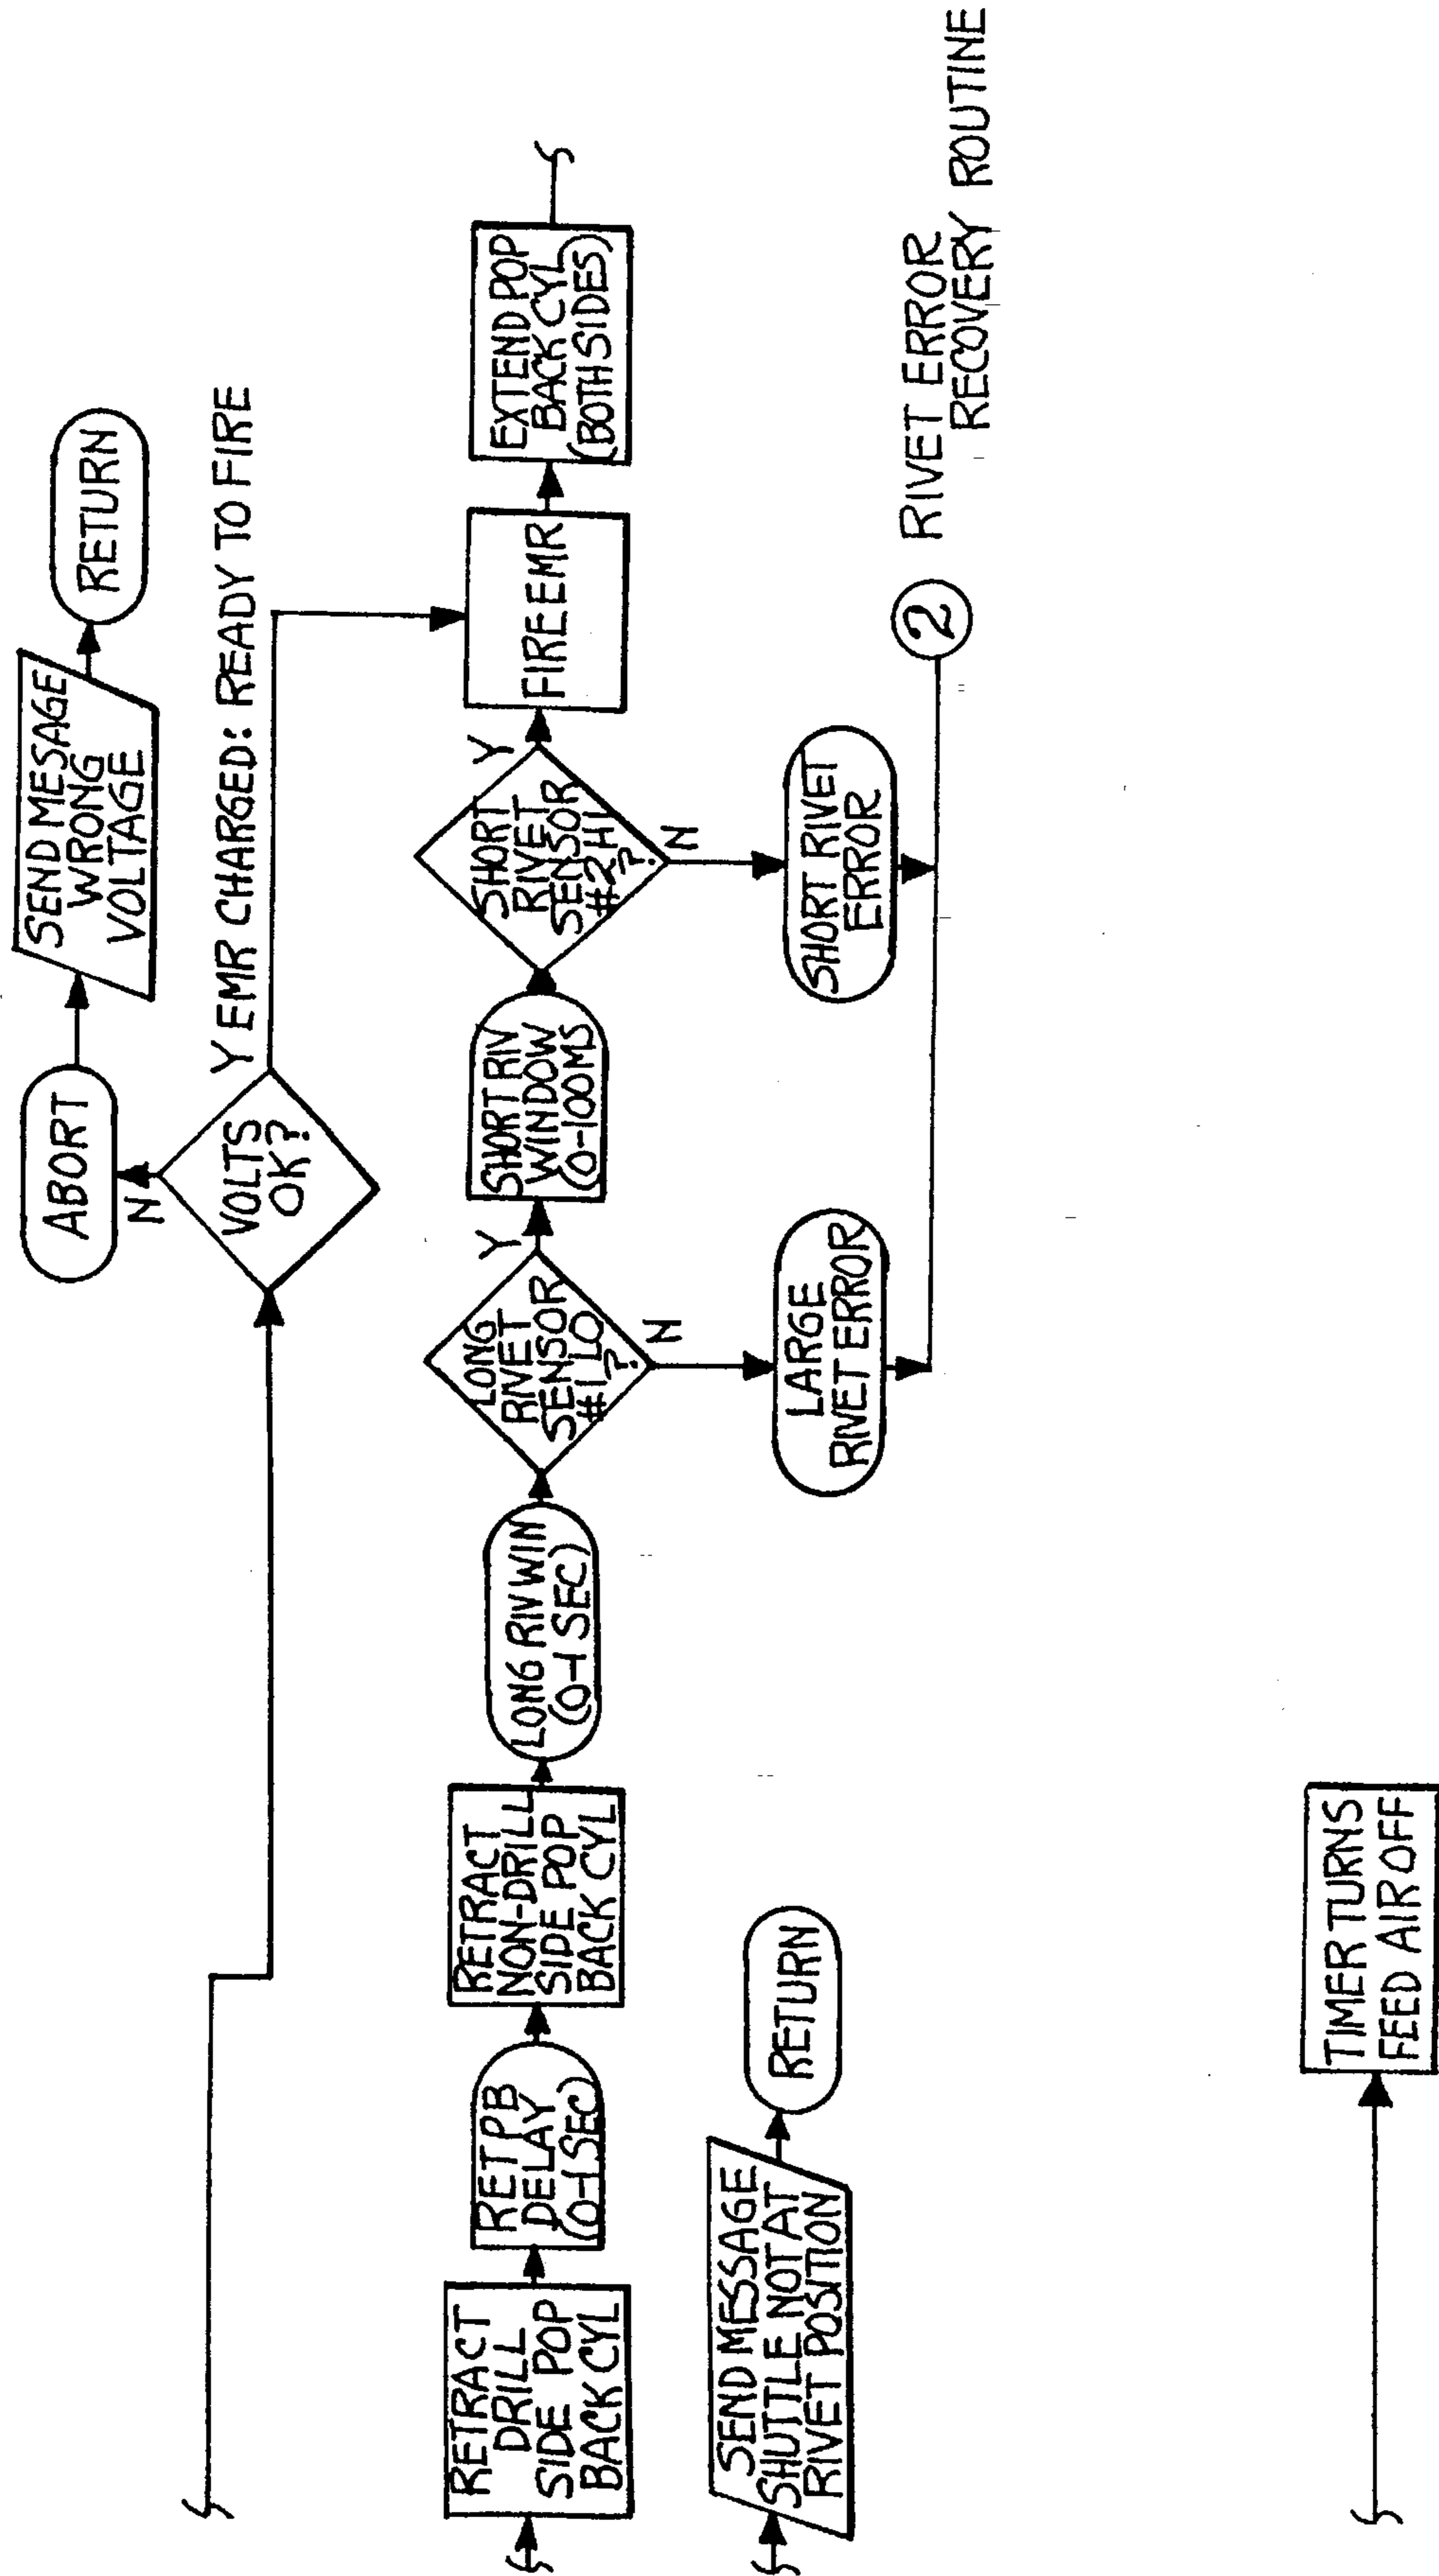 ABORT
SEND MESAGE
WRONG
VOLTAGE
RETURN
N
VOLTS
OK?
Y EMR CHARGED: READY TO FIRE
RETRACT
DRILL
SIDE POP
BACK CYL
RET PB
DELAY
(0-1 SEC)
RETRACT
NON-DRILL
SIDE POP
BACK CYL
LONG RIV WIN
(0-1 SEC)
LONG
RIVET
SENSOR
#1 LO
?
Y
N
SHORT RIV
WINDOW
(0-100MS
SHORT
RIVET
SENSOR
#2 HI
?
Y
N
FIRE EMR
EXTEND POP
BACK CYL
(BOTH SIDES)
SEND MESSAGE
SHUTTLE NOT AT
RIVET POSITION
RETURN
LARGE
RIVET ERROR
SHORT RIVET
ERROR
2
RIVET ERROR
RECOVERY ROUTINE
TIMER TURNS
FEED AIR OFF